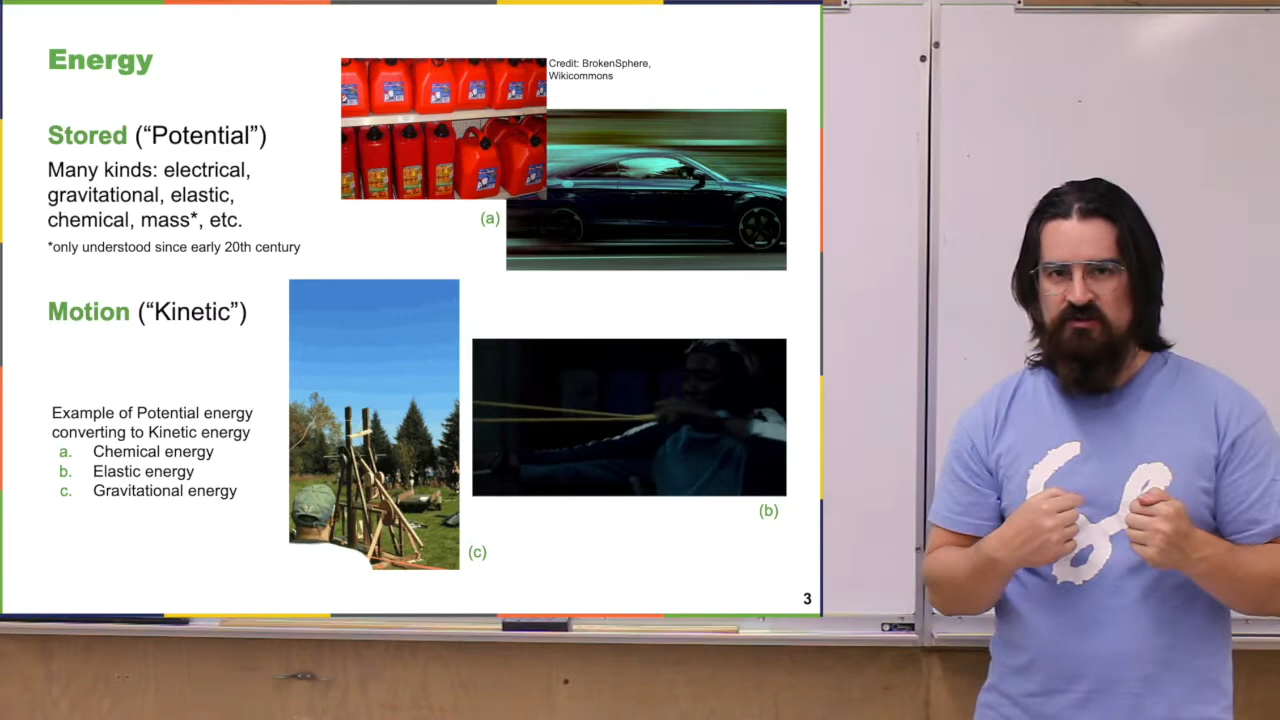 Energy
Credit: BrokenSphere,
Wikicommons
Stored (“Potential”)
Many kinds: electrical,
gravitational, elastic,
chemical, mass*, etc.
*only understood since early 20th century
(a)
Motion (“Kinetic”)
Example of Potential energy
converting to Kinetic energy
a. Chemical energy
b. Elastic energy
c. Gravitational energy
(b)
(c)
3